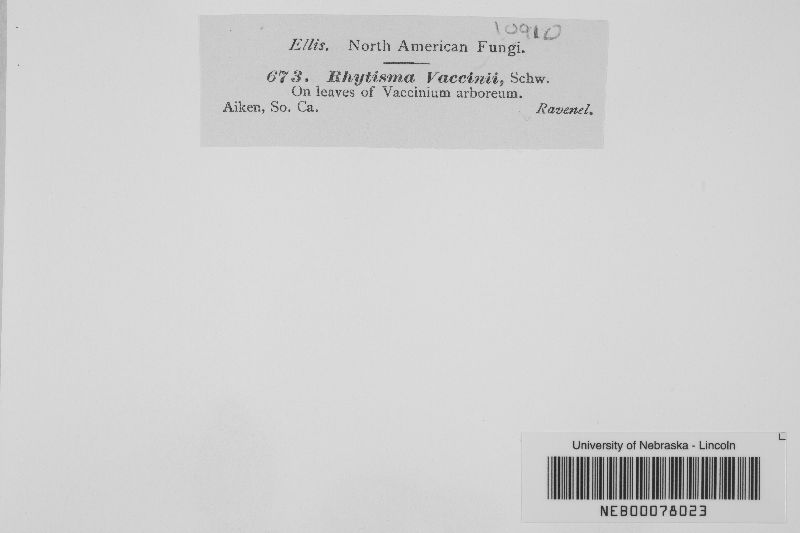 10910
Ellis. North American Fungi.
673. Rhytisma Vaccinii, Schw.
On leaves of Vaccinium arboreum.
Aiken, So. Ca. Ravenel.
University of Nebraska - Lincoln
NEB00078023